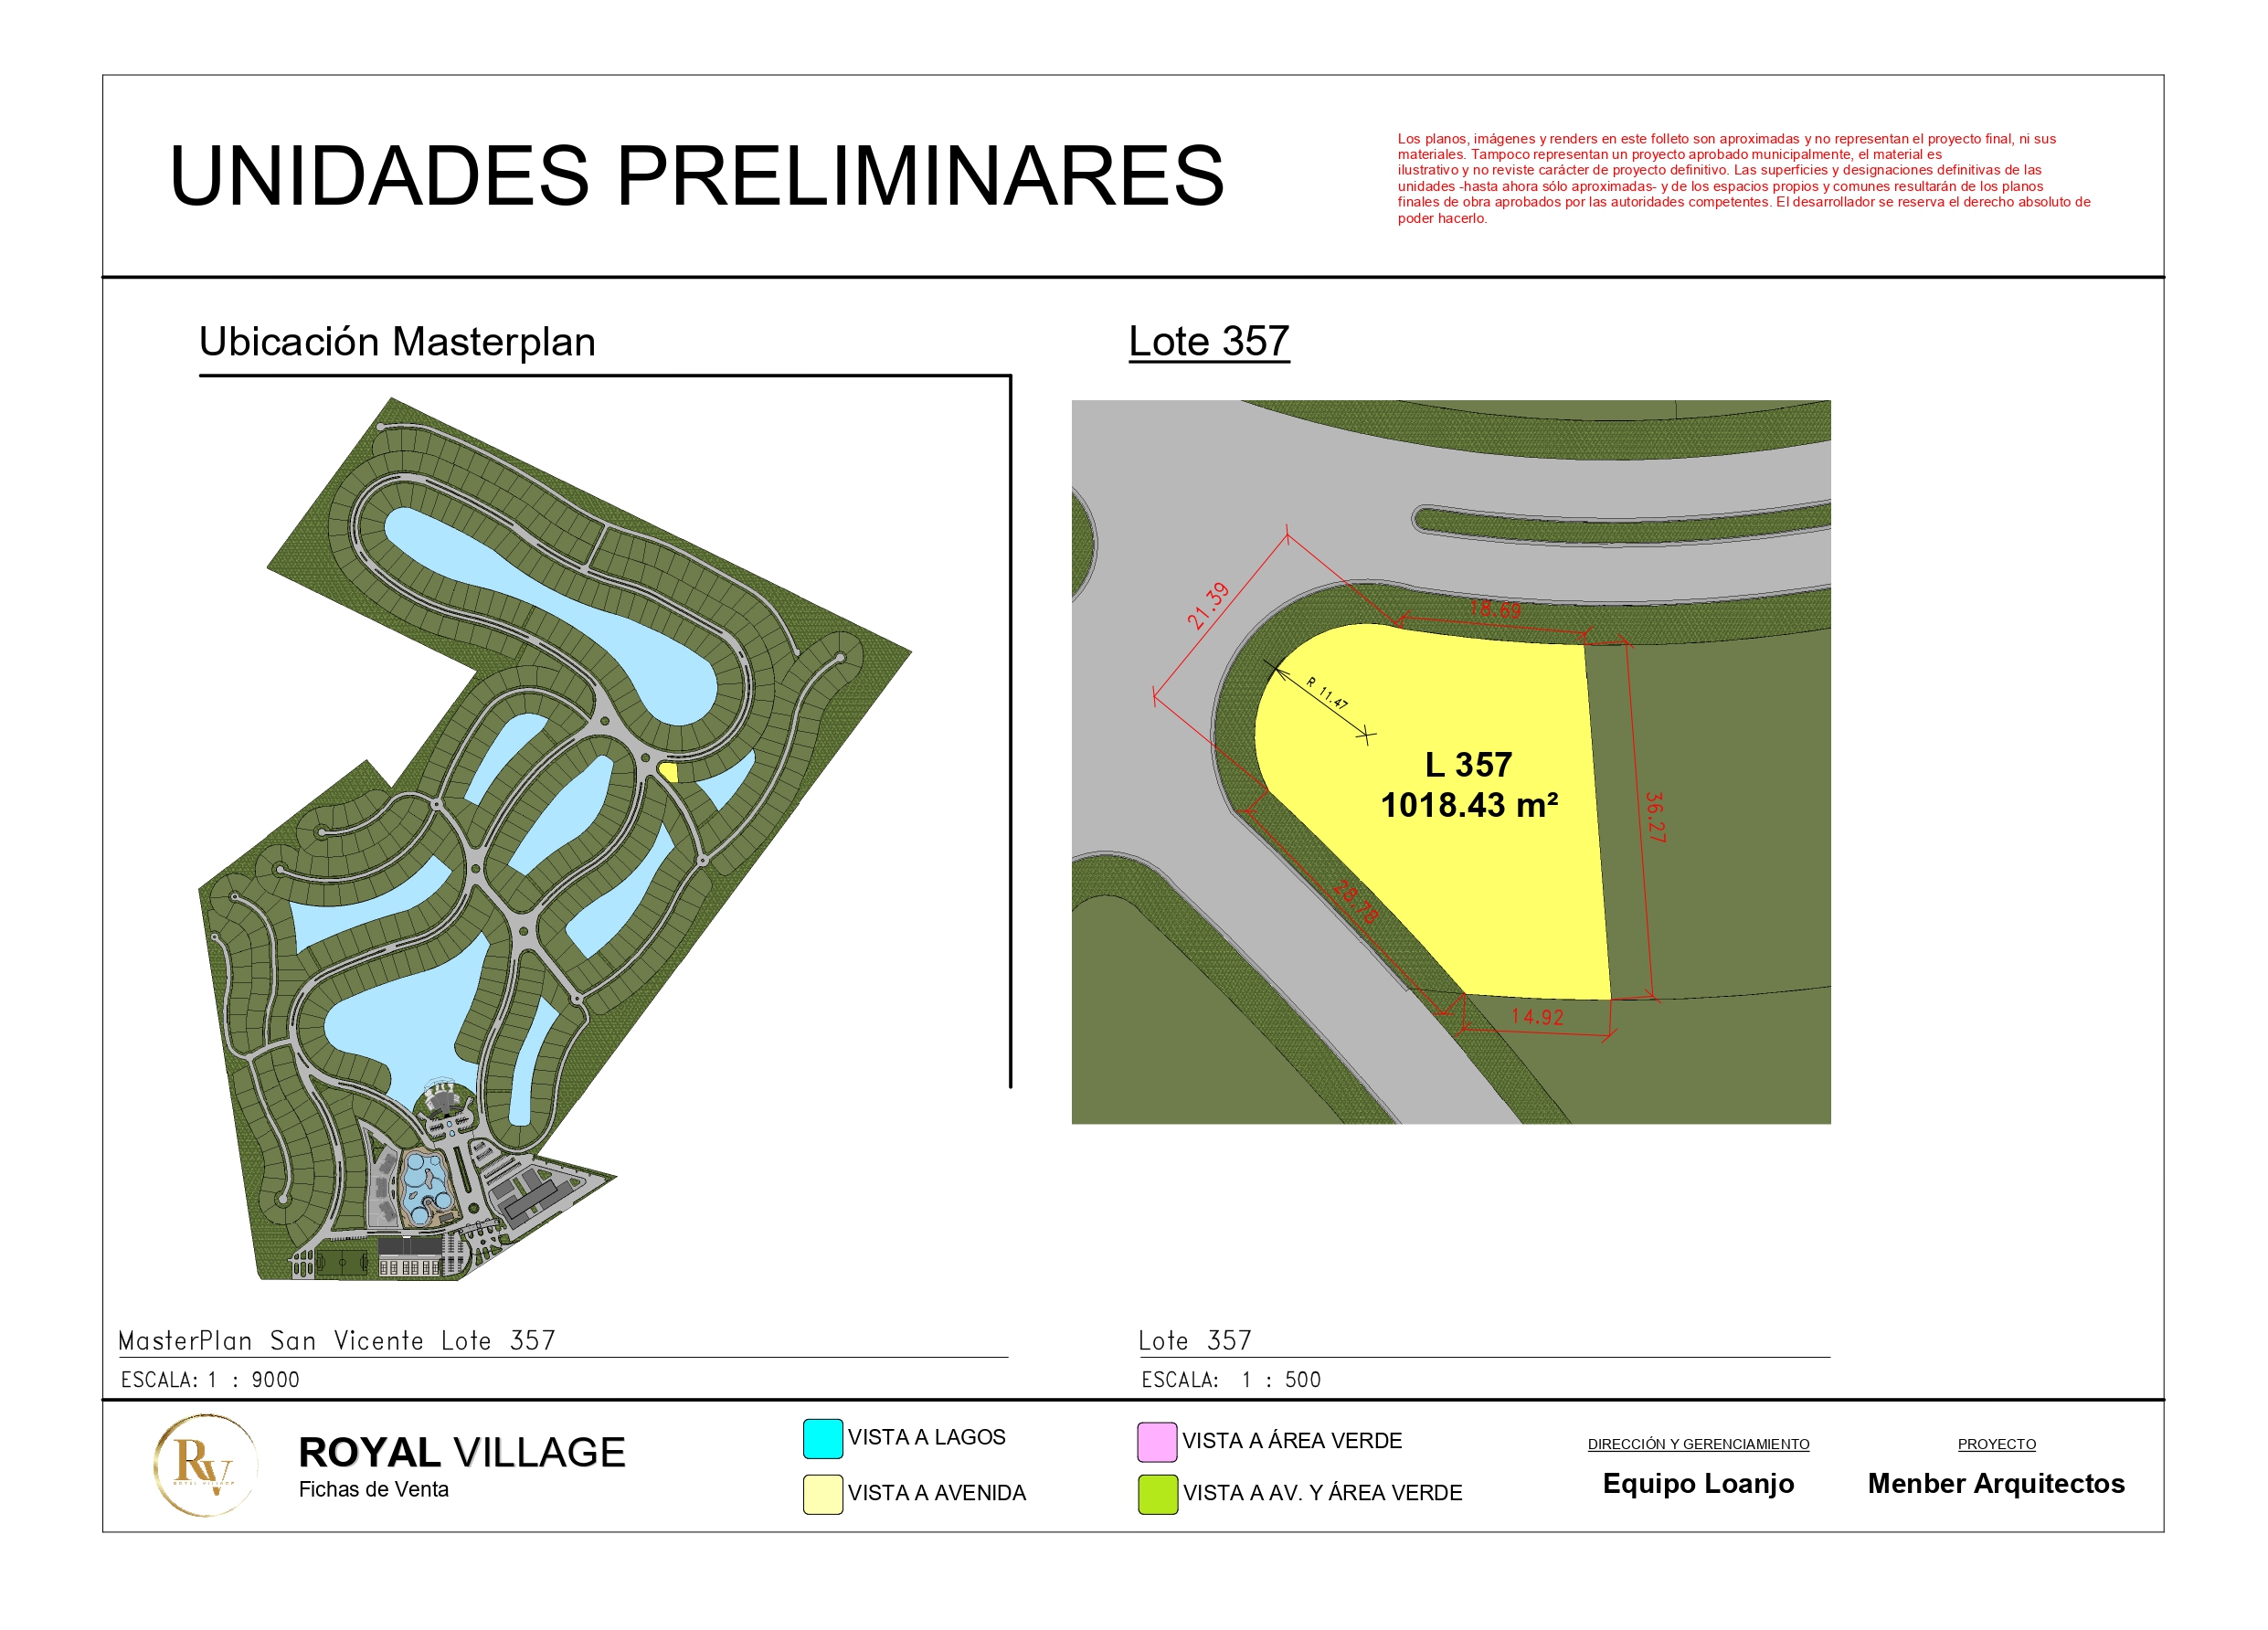 UNIDADES PRELIMINARES
Los planos, imágenes y renders en este folleto son aproximadas y no representan el proyecto final, ni sus
materiales. Tampoco representan un proyecto aprobado municipalmente, el material es
ilustrativo y no reviste carácter de proyecto definitivo. Las superficies y designaciones definitivas de las
unidades -hasta ahora sólo aproximadas- y de los espacios propios y comunes resultarán de los planos
finales de obra aprobados por las autoridades competentes. El desarrollador se reserva el derecho absoluto de
poder hacerlo.
Ubicación Masterplan
Lote 357
21.39
18.69
R 11.47
L 357
1018.43 m²
36.27
28.78
14.92
MasterPlan San Vicente Lote 357
ESCALA: 1 : 9000
Lote 357
ESCALA: 1 : 500
RV
ROYAL VILLAGE
ROYAL VILLAGE
Fichas de Venta
VISTA A LAGOS
VISTA A AVENIDA
VISTA A ÁREA VERDE
VISTA A AV. Y ÁREA VERDE
DIRECCIÓN Y GERENCIAMIENTO
Equipo Loanjo
PROYECTO
Menber Arquitectos